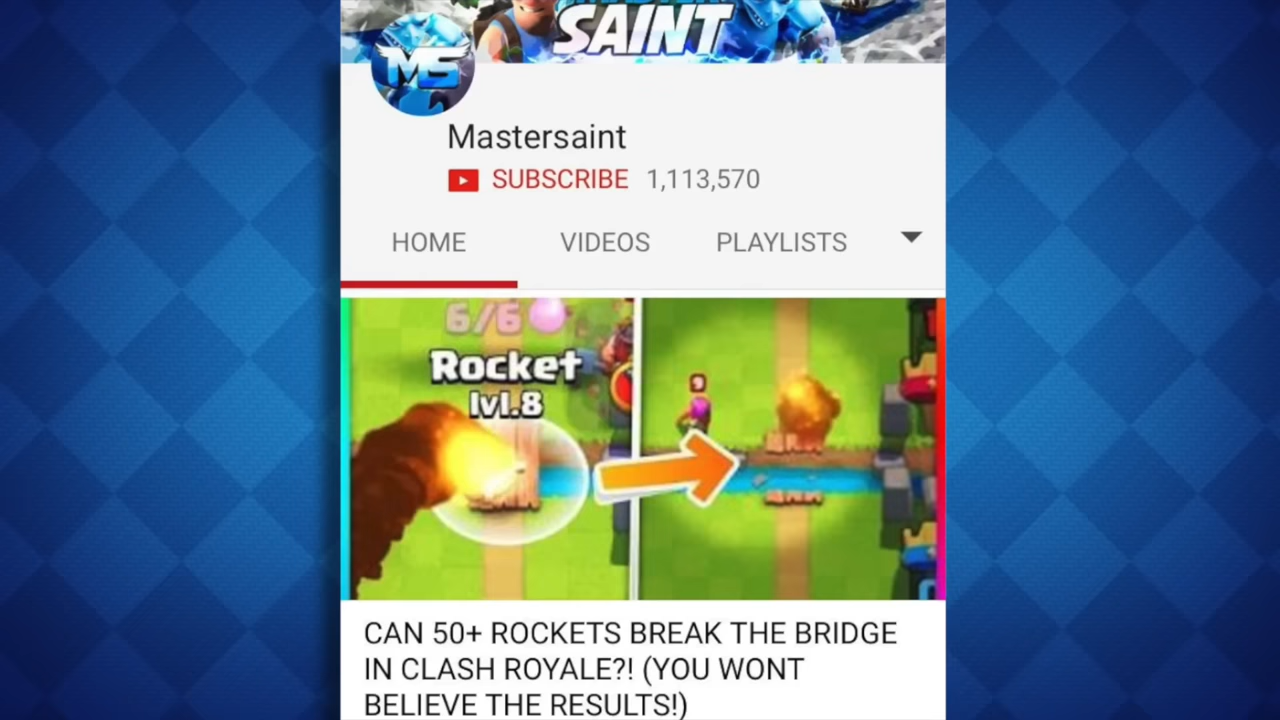 SAINT
MS
Mastersaint
SUBSCRIBE 1,113,570
HOME VIDEOS PLAYLISTS
6/6
Rocket
lvl.8
9
CAN 50+ ROCKETS BREAK THE BRIDGE
IN CLASH ROYALE?! (YOU WONT
BELIEVE THE RESULTS!)